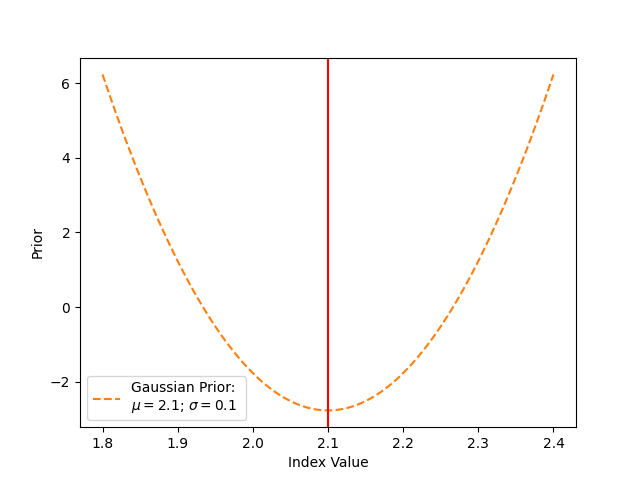 6
4
2
0
−2
Prior
Gaussian Prior:
μ = 2.1; σ = 0.1
1.8 1.9 2.0 2.1 2.2 2.3 2.4
Index Value